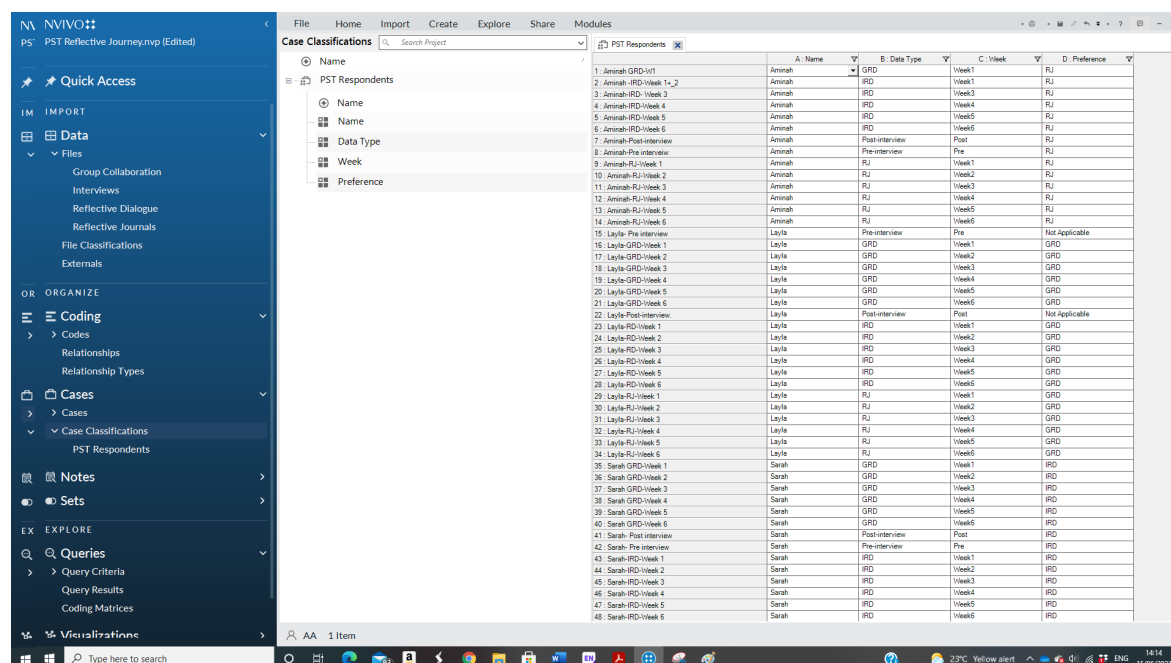 NVIVO
PST Reflective Journey.nvp (Edited)
Quick Access
IM IMPORT
Data
Files
Group Collaboration
Interviews
Reflective Dialogue
Reflective Journals
File Classifications
Externals
OR ORGANIZE
Coding
Codes
Relationships
Relationship Types
Cases
Cases
Case Classifications
PST Respondents
Notes
Sets
EX EXPLORE
Queries
Query Criteria
Query Results
Coding Matrices
Visualizations
File Home Import Create Explore Share Modules
Case Classifications Search Project
Name
PST Respondents
Name
Name
Data Type
Week
Preference
PST Respondents
A : Name B : Data Type C : Week D : Preference
1 : Aminah GRD-W1 Aminah GRD Week1 RJ
2 : Aminah -IRD-Week 1+_2 Aminah IRD Week1 RJ
3 : Aminah-IRD- Week 3 Aminah IRD Week3 RJ
4 : Aminah-IRD-Week 4 Aminah IRD Week4 RJ
5 : Aminah-IRD-Week 5 Aminah IRD Week5 RJ
6 : Aminah-IRD-Week 6 Aminah IRD Week6 RJ
7 : Aminah-Post-interview Aminah Post-interview Post RJ
8 : Aminah-Pre interveiw Aminah Pre-interview Pre RJ
9 : Aminah-RJ-Week 1 Aminah RJ Week1 RJ
10 : Aminah-RJ-Week 2 Aminah RJ Week2 RJ
11 : Aminah-RJ-Week 3 Aminah RJ Week3 RJ
12 : Aminah-RJ-Week 4 Aminah RJ Week4 RJ
13 : Aminah-RJ-Week 5 Aminah RJ Week5 RJ
14 : Aminah-RJ-Week 6 Aminah RJ Week6 RJ
15 : Layla- Pre interview Layla Pre-interview Pre Not Applicable
16 : Layla-GRD-Week 1 Layla GRD Week1 GRD
17 : Layla-GRD-Week 2 Layla GRD Week2 GRD
18 : Layla-GRD-Week 3 Layla GRD Week3 GRD
19 : Layla-GRD-Week 4 Layla GRD Week4 GRD
20 : Layla-GRD-Week 5 Layla GRD Week5 GRD
21 : Layla-GRD-Week 6 Layla GRD Week6 GRD
22 : Layla-Post-interview. Layla Post-interview Post Not Applicable
23 : Layla-RD-Week 1 Layla IRD Week1 GRD
24 : Layla-RD-Week 2 Layla IRD Week2 GRD
25 : Layla-RD-Week 3 Layla IRD Week3 GRD
26 : Layla-RD-Week 4 Layla IRD Week4 GRD
27 : Layla-RD-Week 5 Layla IRD Week5 GRD
28 : Layla-RD-Week 6 Layla IRD Week6 GRD
29 : Layla-RJ-Week 1 Layla RJ Week1 GRD
30 : Layla-RJ-Week 2 Layla RJ Week2 GRD
31 : Layla-RJ-Week 3 Layla RJ Week3 GRD
32 : Layla-RJ-Week 4 Layla RJ Week4 GRD
33 : Layla-RJ-Week 5 Layla RJ Week5 GRD
34 : Layla-RJ-Week 6 Layla RJ Week6 GRD
35 : Sarah GRD-Week 1 Sarah GRD Week1 IRD
36 : Sarah GRD-Week 2 Sarah GRD Week2 IRD
37 : Sarah GRD-Week 3 Sarah GRD Week3 IRD
38 : Sarah GRD-Week 4 Sarah GRD Week4 IRD
39 : Sarah GRD-Week 5 Sarah GRD Week5 IRD
40 : Sarah GRD-Week 6 Sarah GRD Week6 IRD
41 : Sarah- Post interview Sarah Post-interview Post IRD
42 : Sarah- Pre interview Sarah Pre-interview Pre IRD
43 : Sarah-IRD-Week 1 Sarah IRD Week1 IRD
44 : Sarah-IRD-Week 2 Sarah IRD Week2 IRD
45 : Sarah-IRD-Week 3 Sarah IRD Week3 IRD
46 : Sarah-IRD-Week 4 Sarah IRD Week4 IRD
47 : Sarah-IRD-Week 5 Sarah IRD Week5 IRD
48 : Sarah-IRD-Week 6 Sarah IRD Week6 IRD
AA 1 Item
Type here to search
23°C Yellow alert ENG 14:14